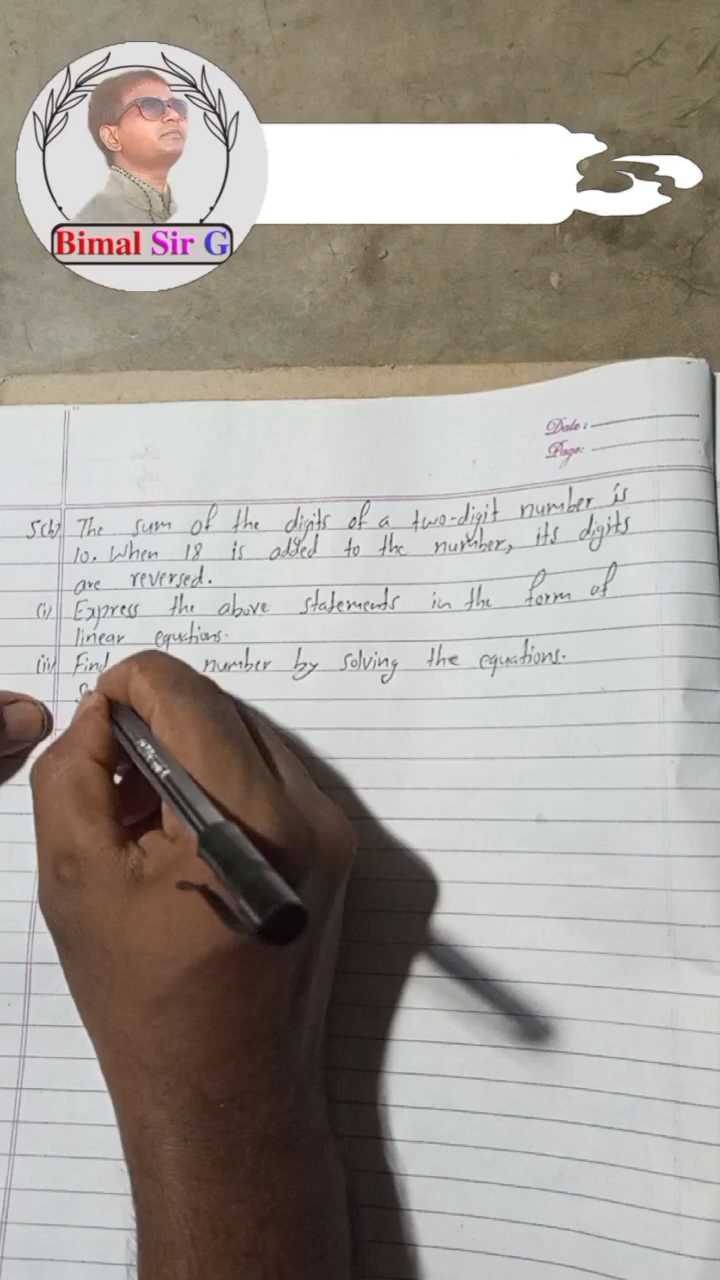 Bimal Sir G
Date:
Page:
5.(b) The sum of the digits of a two-digit number is
10. When 18 is added to the number, its digits
are reversed.
(i) Express the above statements in the form of
linear equations.
(ii) Find number by solving the equations.